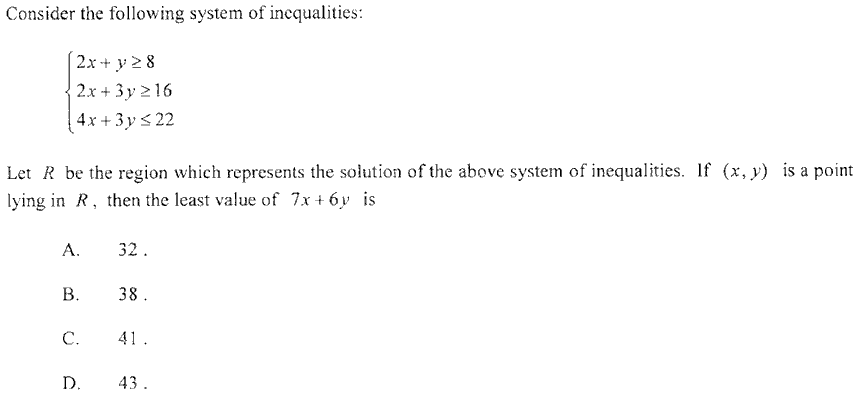 Consider the following system of inequalities:
2x + y ≥ 8
2x + 3y ≥ 16
4x + 3y ≤ 22
Let R be the region which represents the solution of the above system of inequalities. If (x, y) is a point
lying in R, then the least value of 7x + 6y is
A. 32.
B. 38.
C. 41.
D. 43.